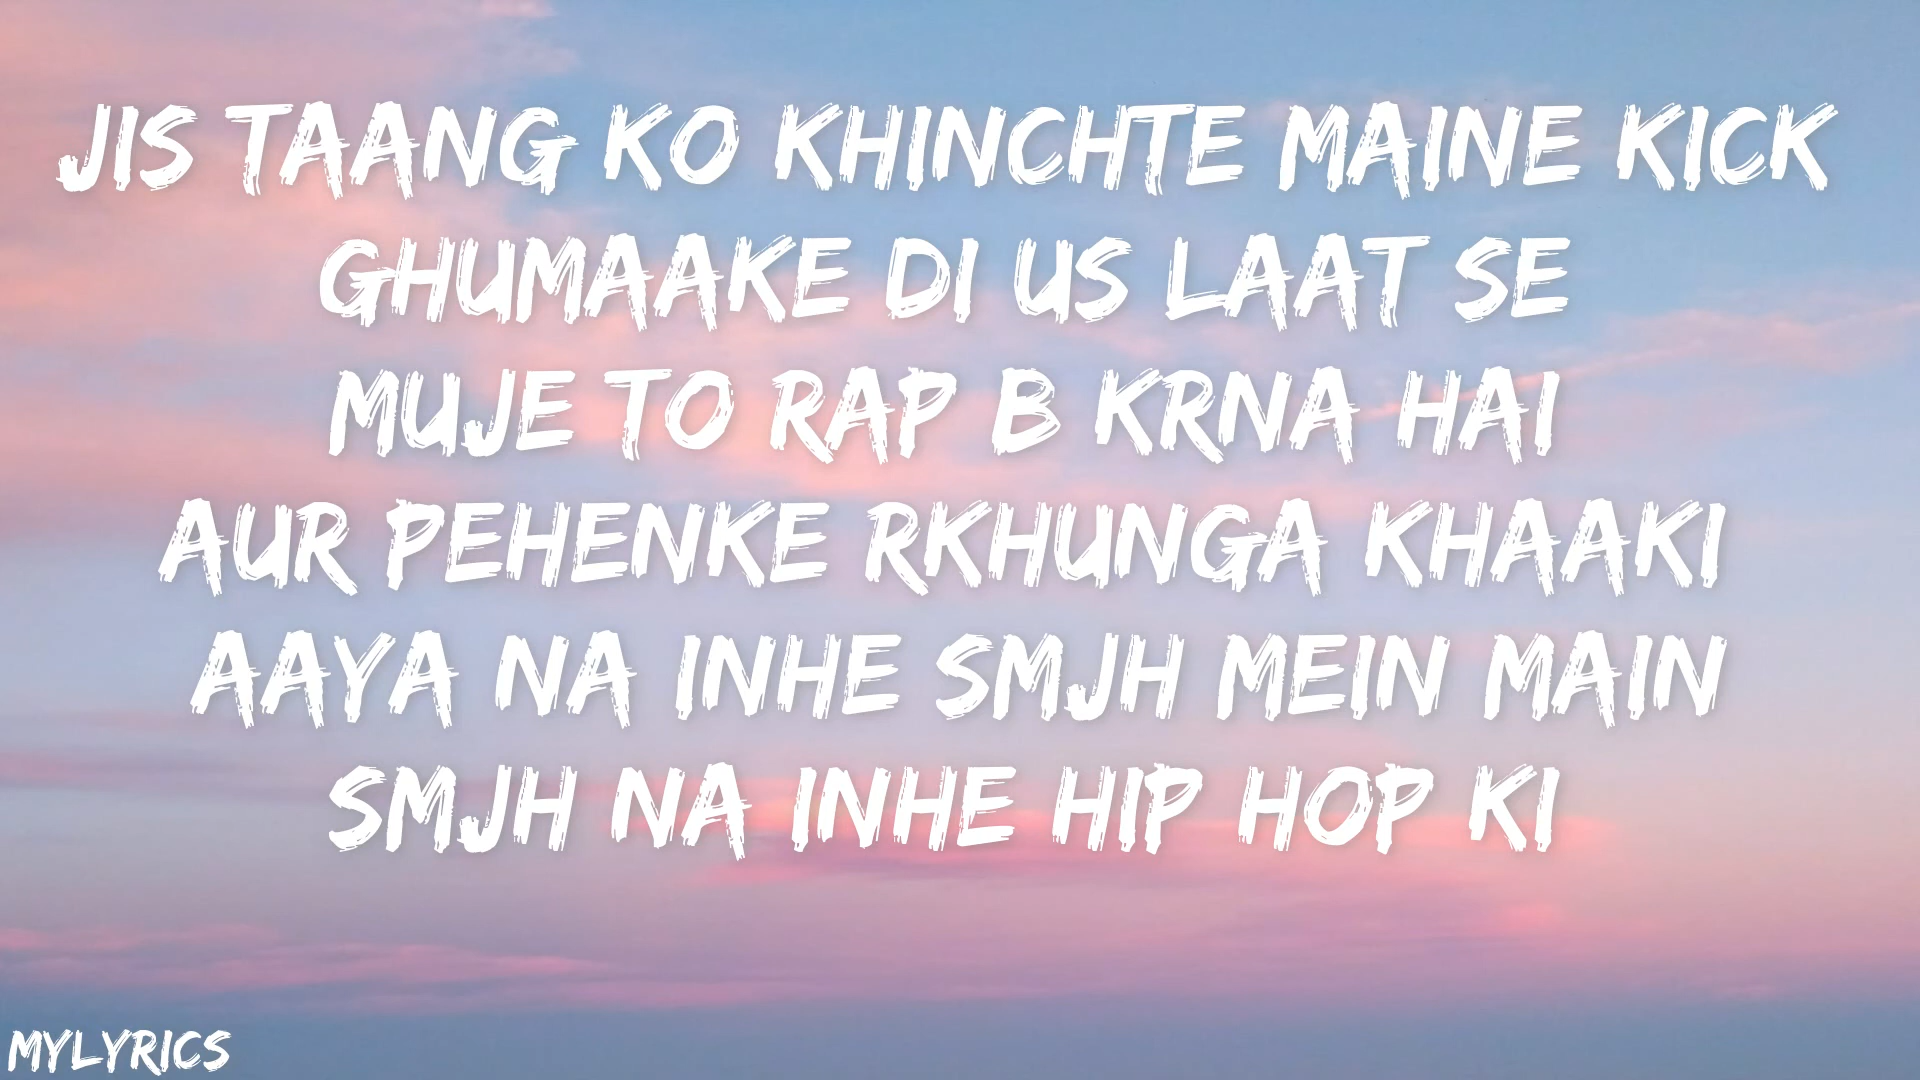 JIS TAANG KO KHINCHTE MAINE KICK
GHUMAAKE DI US LAAT SE
MUJE TO RAP B KRNA HAI
AUR PEHENKE RKHUNGA KHAAKI
AAYA NA INHE SMJH MEIN MAIN
SMJH NA INHE HIP HOP KI
MYLYRICS